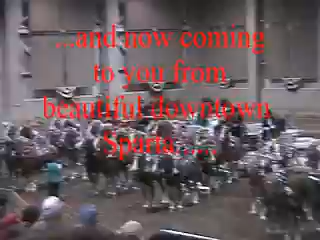 ...and now coming
to you from
beautiful downtown
Sparta......